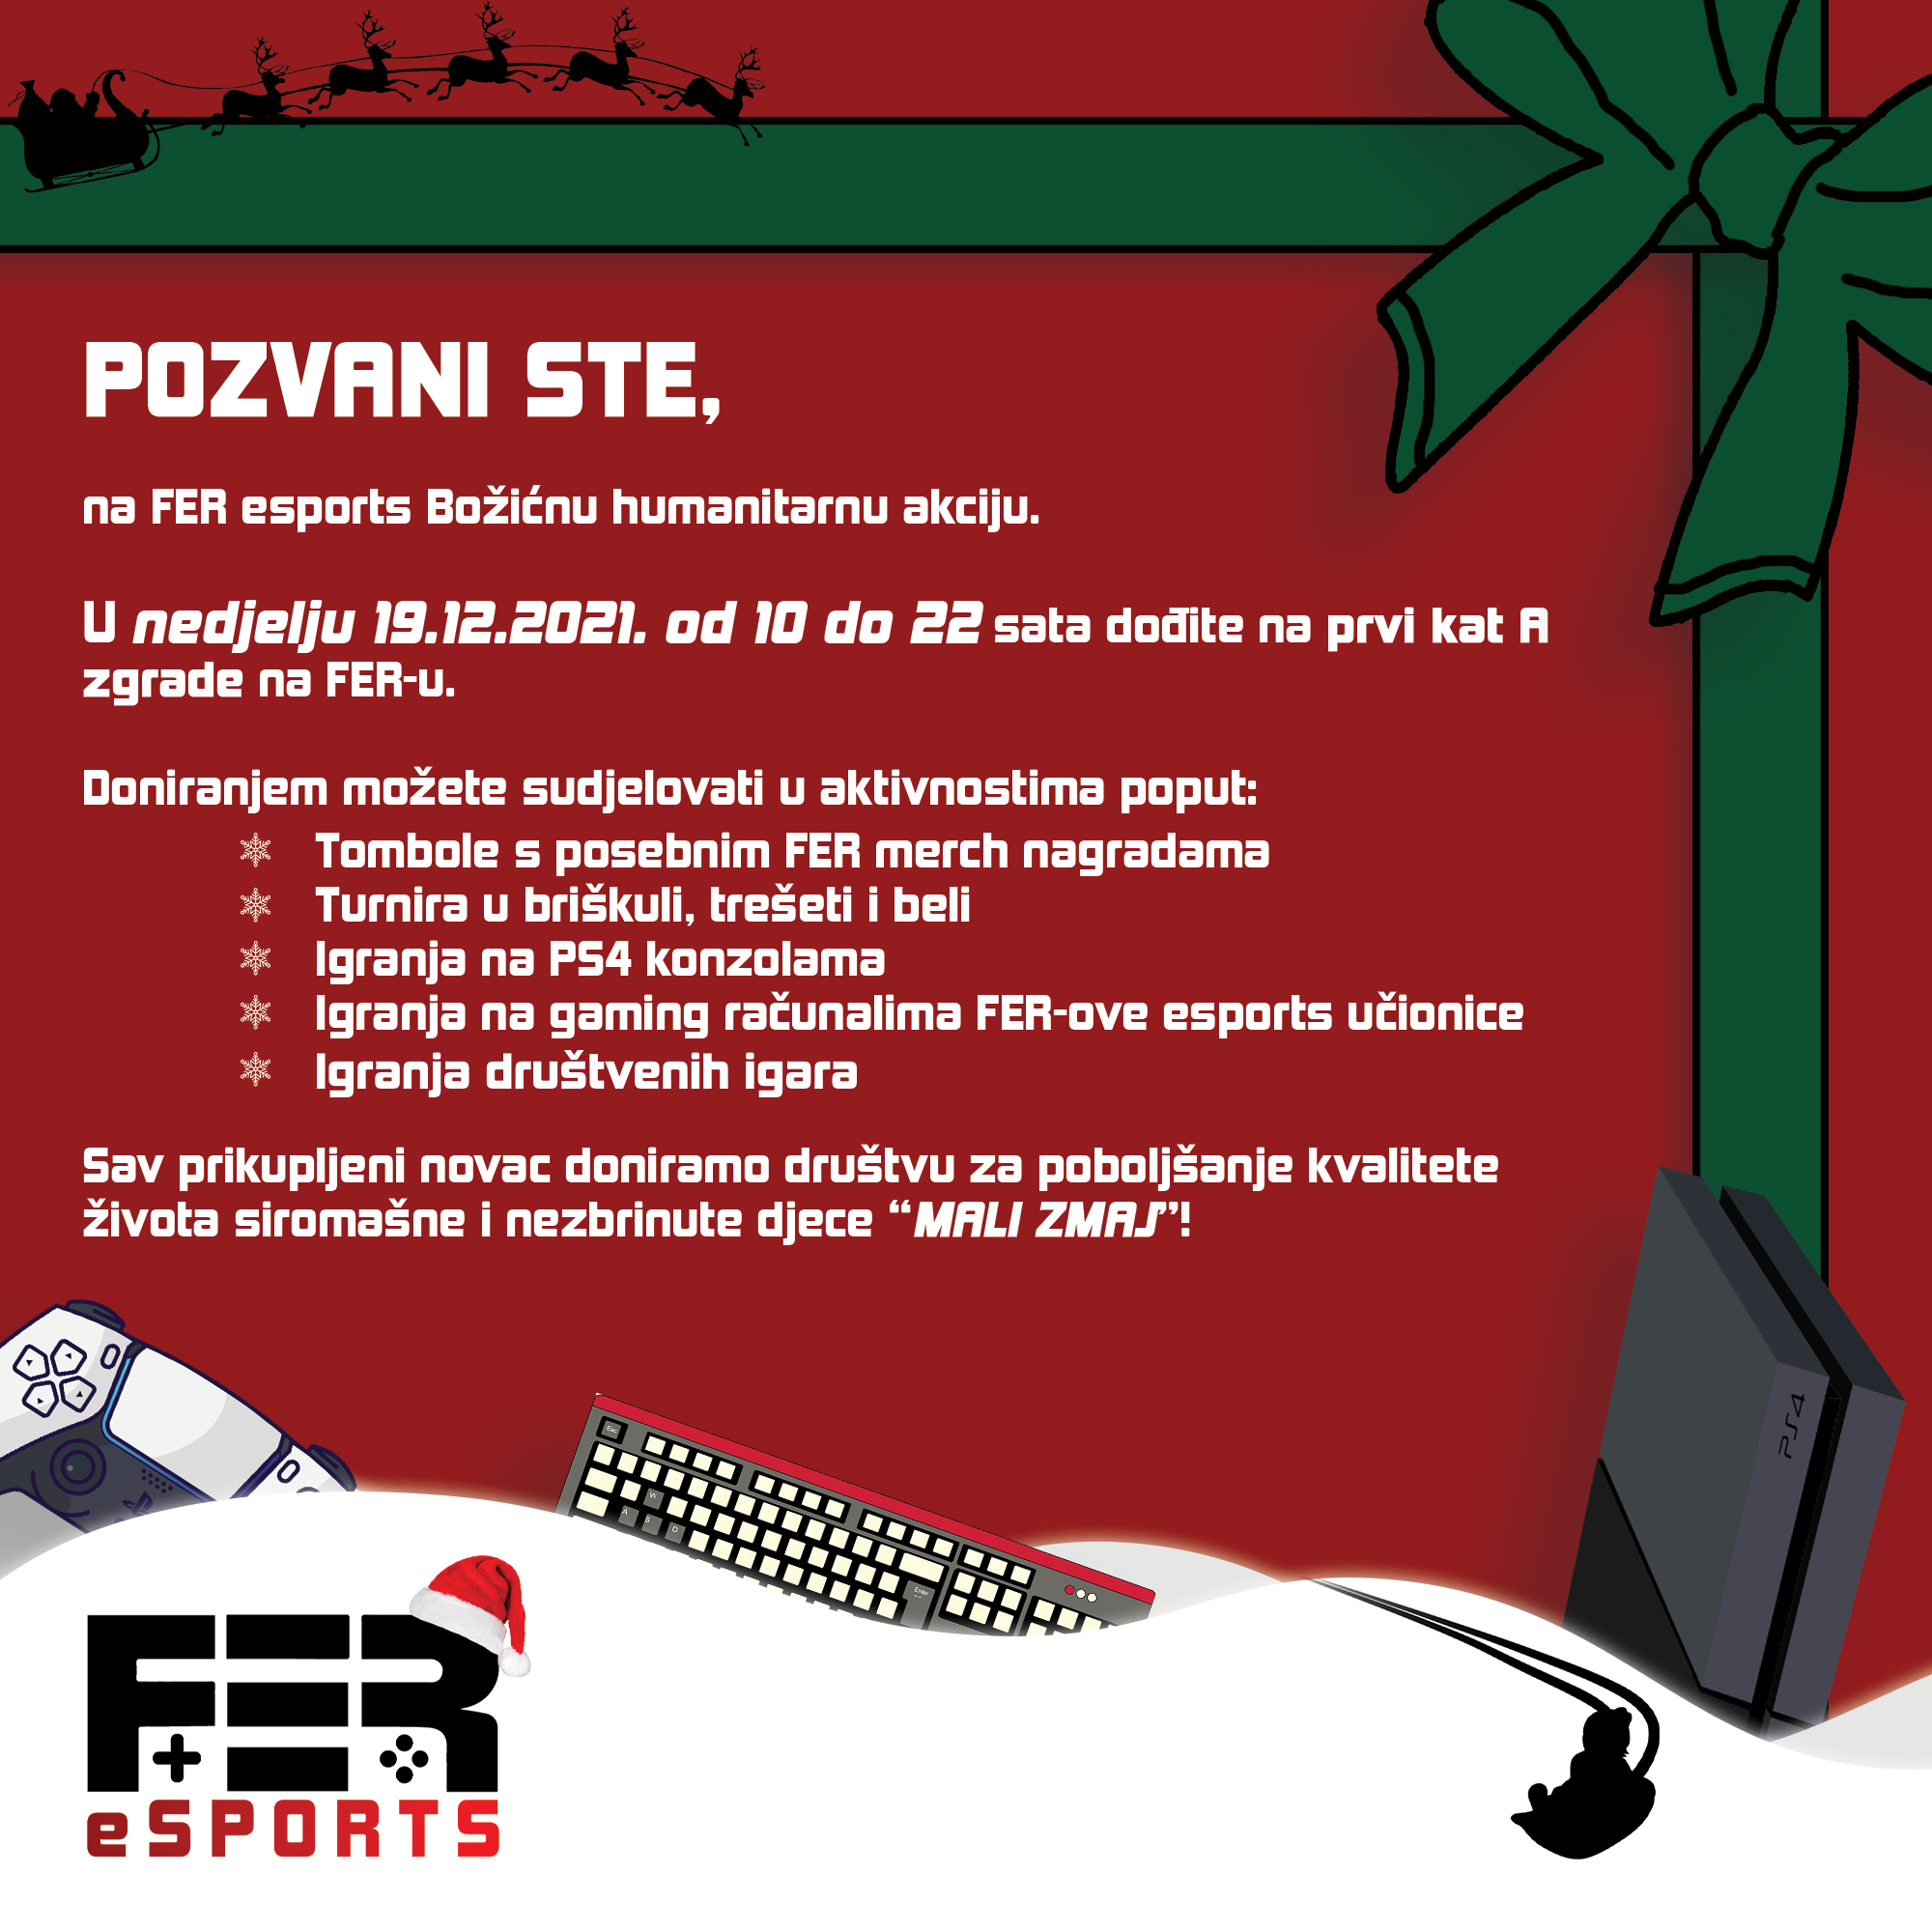 POZVANI STE,
na FER esports Božićnu humanitarnu akciju.
U nedjelju 19.12.2021. od 10 do 22 sata dođite na prvi kat A
zgrade na FER-u.
Doniranjem možete sudjelovati u aktivnostima poput:
Tombole s posebnim FER merch nagradama
Turnira u briškuli, trešeti i beli
Igranja na PS4 konzolama
Igranja na gaming računalima FER-ove esports učionice
Igranja društvenih igara
Sav prikupljeni novac doniramo društvu za poboljšanje kvalitete
života siromašne i nezbrinute djece “MALI ZMAJ”!
PS4
Esc
W
A S D
Enter
FER
eSPORTS